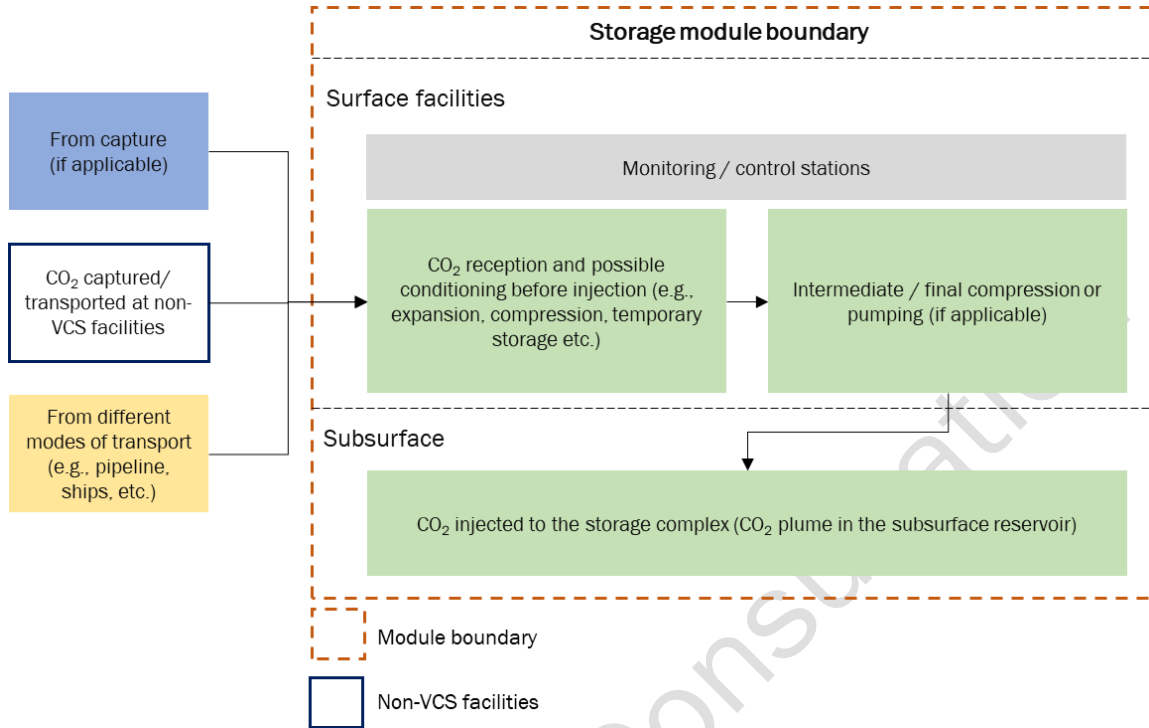 Storage module boundary
Surface facilities
From capture
(if applicable)
Monitoring / control stations
CO₂ captured/
transported at non-
VCS facilities
CO₂ reception and possible
conditioning before injection (e.g.,
expansion, compression, temporary
storage etc.)
Intermediate / final compression or
pumping (if applicable)
From different
modes of transport
(e.g., pipeline,
ships, etc.)
Subsurface
CO₂ injected to the storage complex (CO₂ plume in the subsurface reservoir)
Module boundary
Non-VCS facilities